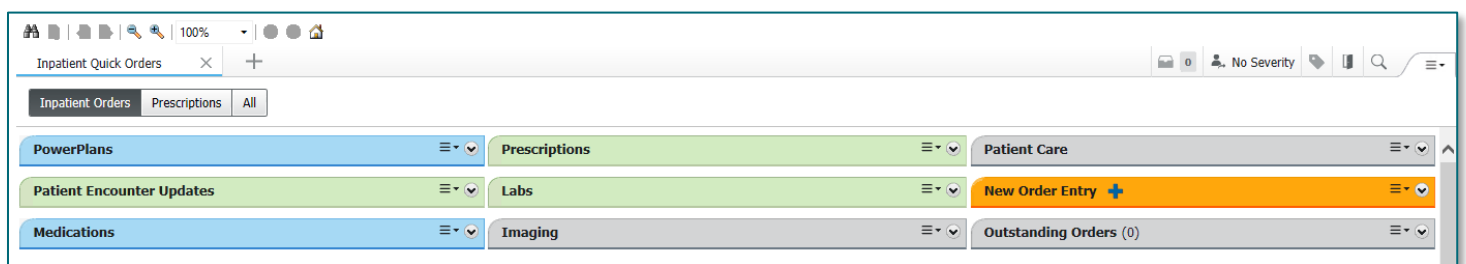 100%
Inpatient Quick Orders
0 No Severity
Inpatient Orders Prescriptions All
PowerPlans Prescriptions Patient Care
Patient Encounter Updates Labs New Order Entry
Medications Imaging Outstanding Orders (0)